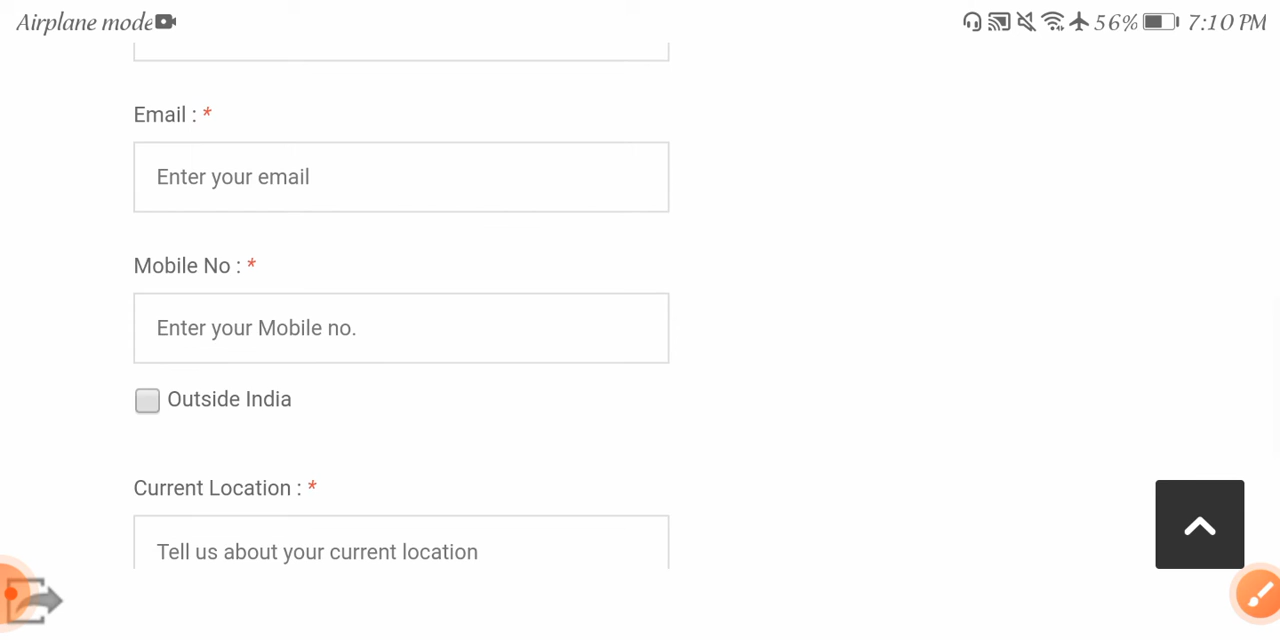 Airplane mode 56% 7:10 PM
Email : *
Enter your email
Mobile No : *
Enter your Mobile no.
Outside India
Current Location : *
Tell us about your current location